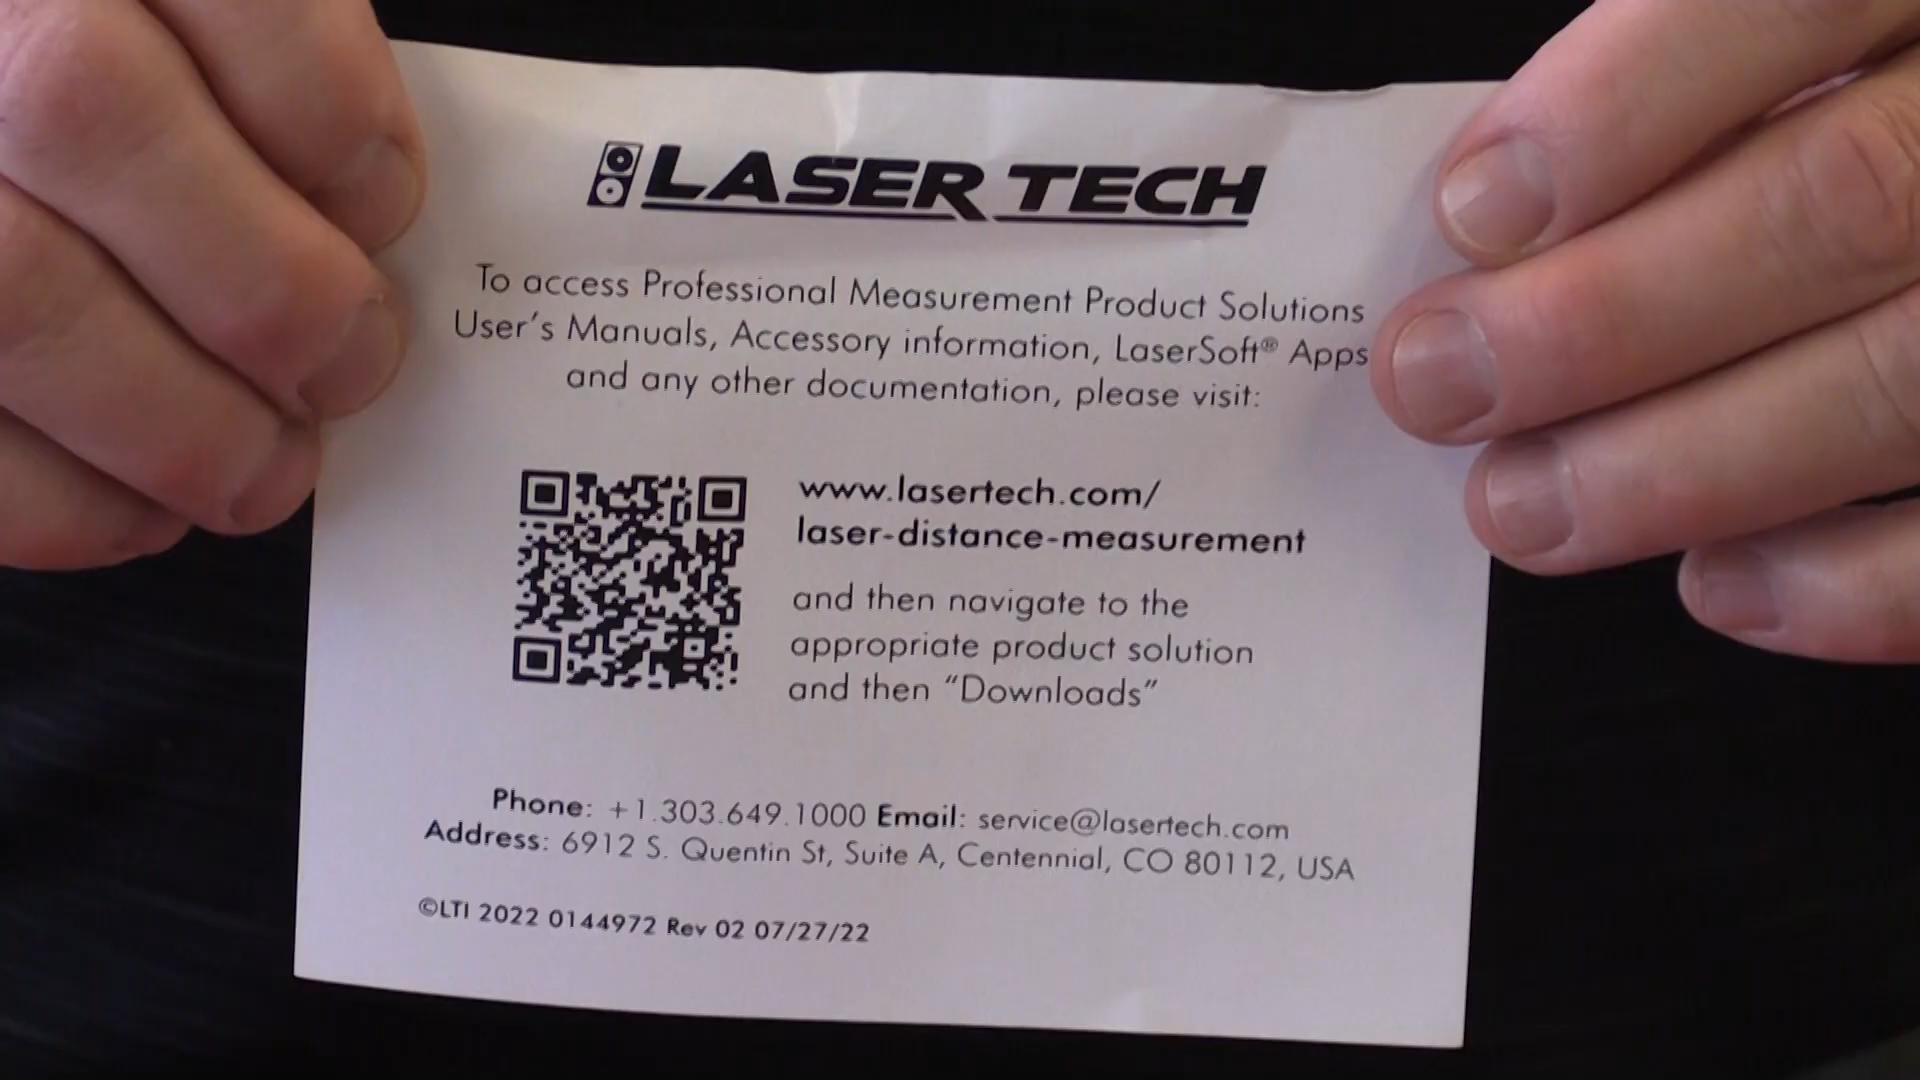 LASER TECH
To access Professional Measurement Product Solutions
User's Manuals, Accessory information, LaserSoft® Apps
and any other documentation, please visit:
www.lasertech.com/
laser-distance-measurement
and then navigate to the
appropriate product solution
and then “Downloads”
Phone: +1.303.649.1000 Email: service@lasertech.com
Address: 6912 S. Quentin St, Suite A, Centennial, CO 80112, USA
©LTI 2022 0144972 Rev 02 07/27/22